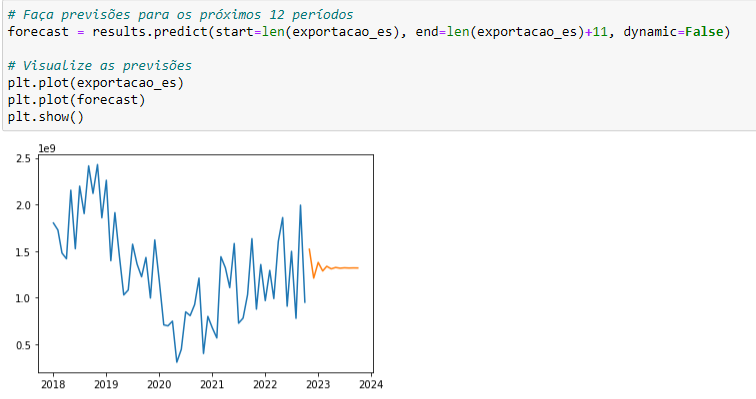 # Faça previsões para os próximos 12 períodos
forecast = results.predict(start=len(exportacao_es), end=len(exportacao_es)+11, dynamic=False)
# Visualize as previsões
plt.plot(exportacao_es)
plt.plot(forecast)
plt.show()
1e9
2.5
2.0
1.5
1.0
0.5
2018 2019 2020 2021 2022 2023 2024